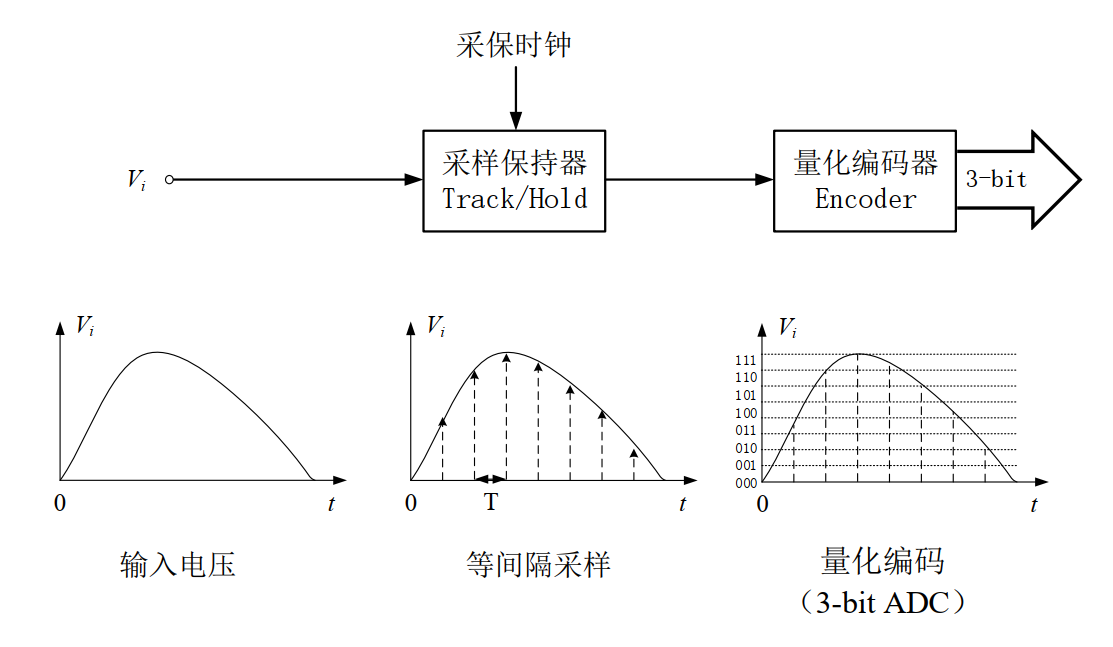 采保时钟
Vi
采样保持器
Track/Hold
量化编码器
Encoder
3-bit
Vi
0
t
输入电压
Vi
0
T
t
等间隔采样
Vi
111
110
101
100
011
010
001
000
0
t
量化编码
（3-bit ADC）